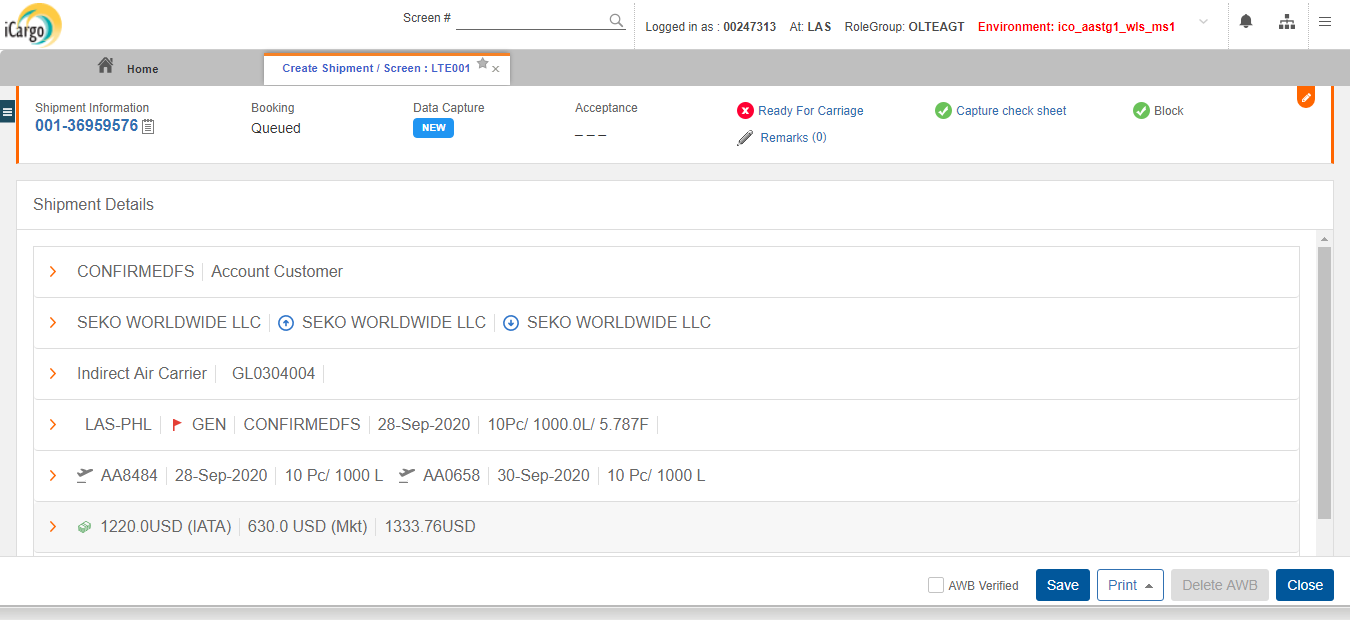 iCargo
Screen #
Logged in as : 00247313 At: LAS RoleGroup: OLTEAGT Environment: ico_aastg1_wls_ms1
Home
Create Shipment / Screen : LTE001
Shipment Information
001-36959576
Booking
Queued
Data Capture
NEW
Acceptance
_ _ _
Ready For Carriage
Remarks (0)
Capture check sheet
Block
Shipment Details
CONFIRMEDFS Account Customer
SEKO WORLDWIDE LLC SEKO WORLDWIDE LLC SEKO WORLDWIDE LLC
Indirect Air Carrier GL0304004
LAS-PHL GEN CONFIRMEDFS 28-Sep-2020 10Pc/ 1000.0L/ 5.787F
AA8484 28-Sep-2020 10 Pc/ 1000 L AA0658 30-Sep-2020 10 Pc/ 1000 L
1220.0USD (IATA) 630.0 USD (Mkt) 1333.76USD
AWB Verified Save Print Delete AWB Close